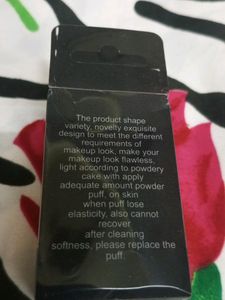 The product shape
variety, novelty exquisite
design to meet the different
requirements of
makeup look, make your
makeup look flawless.
light according to powdery
cake with apply
adequate amount powder
puff, on skin
when puff lose
elasticity, also cannot
recover
after cleaning
softness, please replace the
puff.